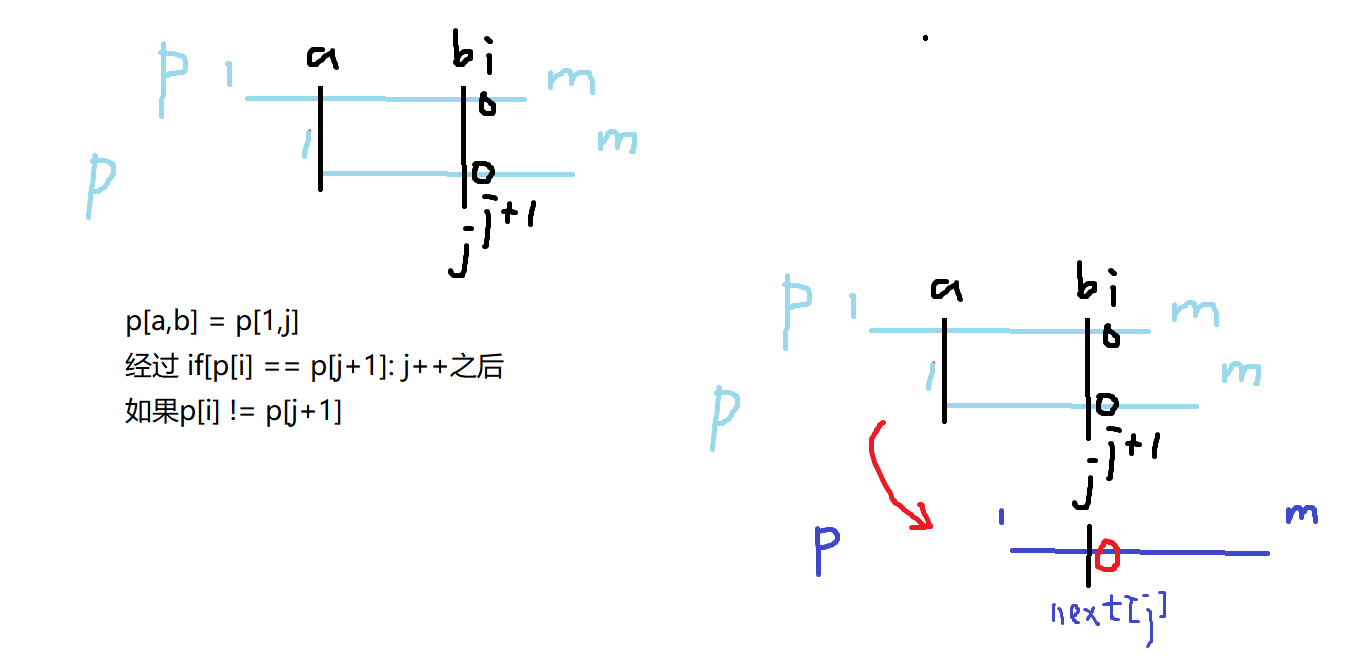 a b i
p 1 m
1 m
p
j j+1
p[a,b] = p[1,j]
经过 if[p[i] == p[j+1]: j++之后
如果p[i] != p[j+1]
a b i
p 1 m
1 m
p
j j+1
1 m
p
next[j]